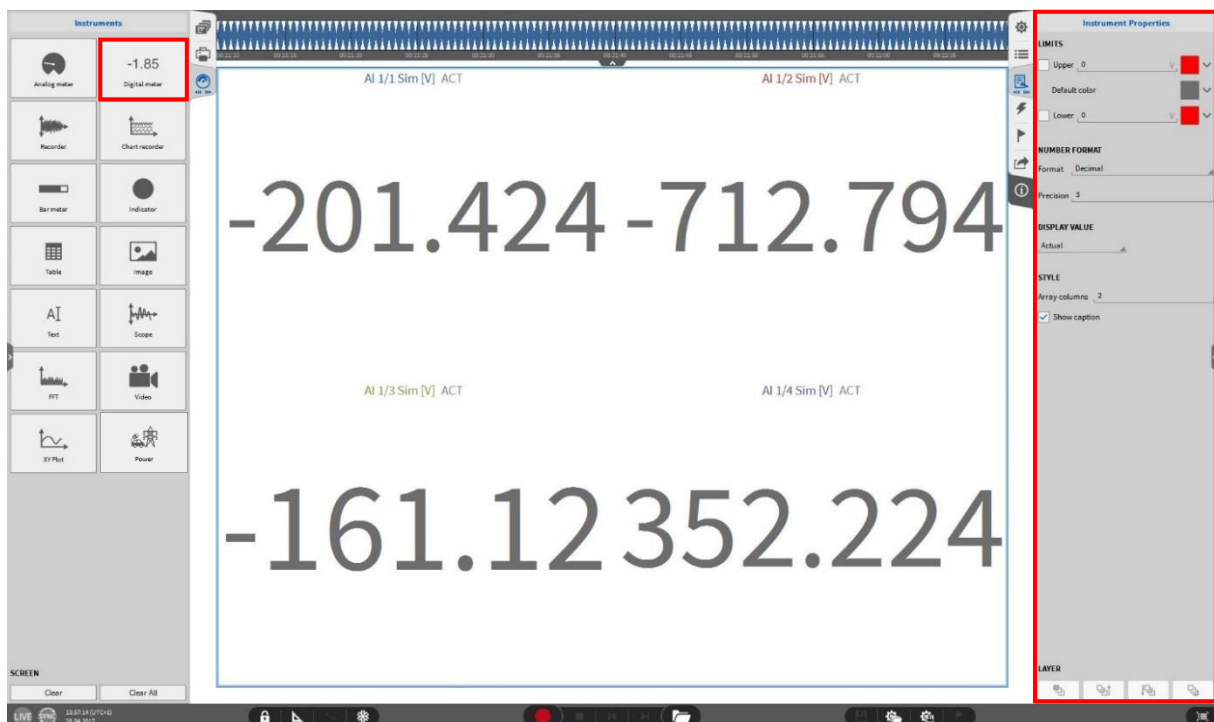 Instruments
Analog meter
-1.85
Digital meter
Recorder
Chart recorder
Bar meter
Indicator
Table
Image
AI
Text
Scope
FFT
Video
XY Plot
Power
SCREEN
Clear
Clear All
LIVE
SYNC
AI 1/1 Sim [V] ACT
AI 1/2 Sim [V] ACT
-201.424
-712.794
AI 1/3 Sim [V] ACT
AI 1/4 Sim [V] ACT
-161.12
352.224
Instrument Properties
LIMITS
Upper 0 V
Default color
Lower 0 V
NUMBER FORMAT
Format Decimal
Precision 3
DISPLAY VALUE
Actual
STYLE
Array columns 2
Show caption
LAYER